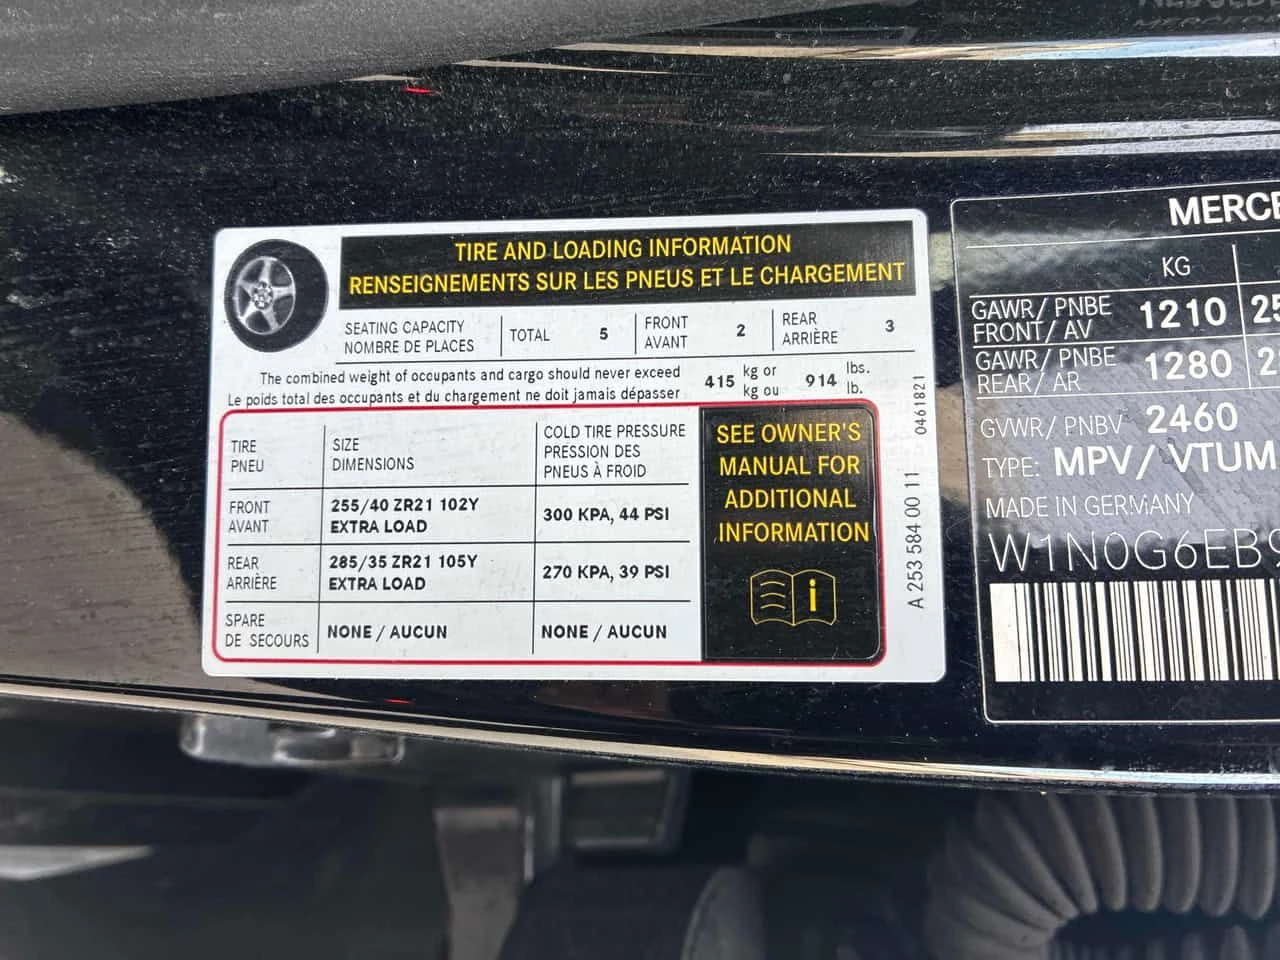 TIRE AND LOADING INFORMATION
RENSEIGNEMENTS SUR LES PNEUS ET LE CHARGEMENT
SEATING CAPACITY
NOMBRE DE PLACES
TOTAL 5
FRONT
AVANT
2
REAR
ARRIÈRE
3
The combined weight of occupants and cargo should never exceed
Le poids total des occupants et du chargement ne doit jamais dépasser
415 kg or
kg ou
914 lbs.
lb.
TIRE
PNEU
SIZE
DIMENSIONS
COLD TIRE PRESSURE
PRESSION DES
PNEUS À FROID
FRONT
AVANT
255/40 ZR21 102Y
EXTRA LOAD
300 KPA, 44 PSI
REAR
ARRIÈRE
285/35 ZR21 105Y
EXTRA LOAD
270 KPA, 39 PSI
SPARE
DE SECOURS
NONE / AUCUN
NONE / AUCUN
SEE OWNER'S
MANUAL FOR
ADDITIONAL
INFORMATION
i
A 253 584 00 11
0461821
MERCE
KG
GAWR/ PNBE
FRONT/ AV
1210
25
GAWR/ PNBE
REAR/ AR
1280
2
GVWR/ PNBV 2460
TYPE: MPV/ VTUM
MADE IN GERMANY
W1N0G6EB9